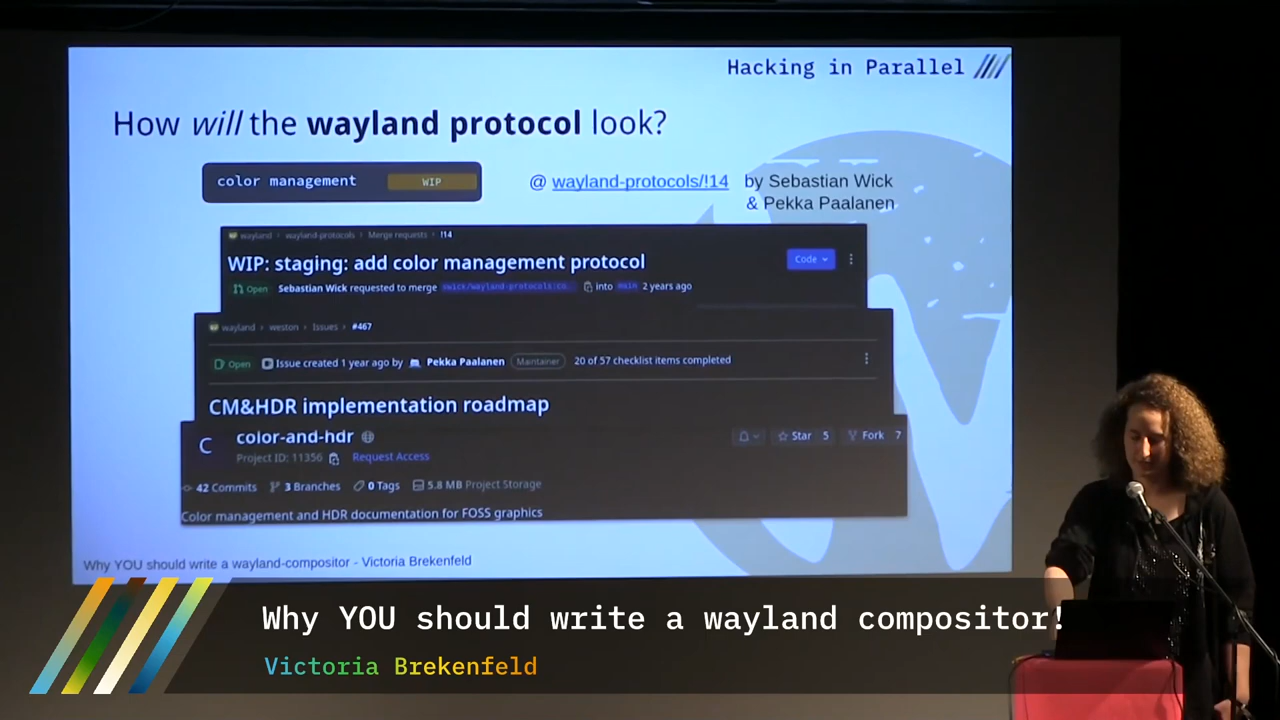 Hacking in Parallel
How will the wayland protocol look?
color management WIP
@ wayland-protocols/!14 by Sebastian Wick
& Pekka Paalanen
wayland › wayland-protocols › Merge requests › !14
WIP: staging: add color management protocol
Code
Open Sebastian Wick requested to merge swick/wayland-protocols:co... into main 2 years ago
wayland › weston › Issues › #467
Open Issue created 1 year ago by Pekka Paalanen Maintainer 20 of 57 checklist items completed
CM&HDR implementation roadmap
C color-and-hdr
Star 5 Fork 7
Project ID: 11356 Request Access
42 Commits 3 Branches 0 Tags 5.8 MB Project Storage
Color management and HDR documentation for FOSS graphics
Why YOU should write a wayland-compositor - Victoria Brekenfeld
Why YOU should write a wayland compositor!
Victoria Brekenfeld